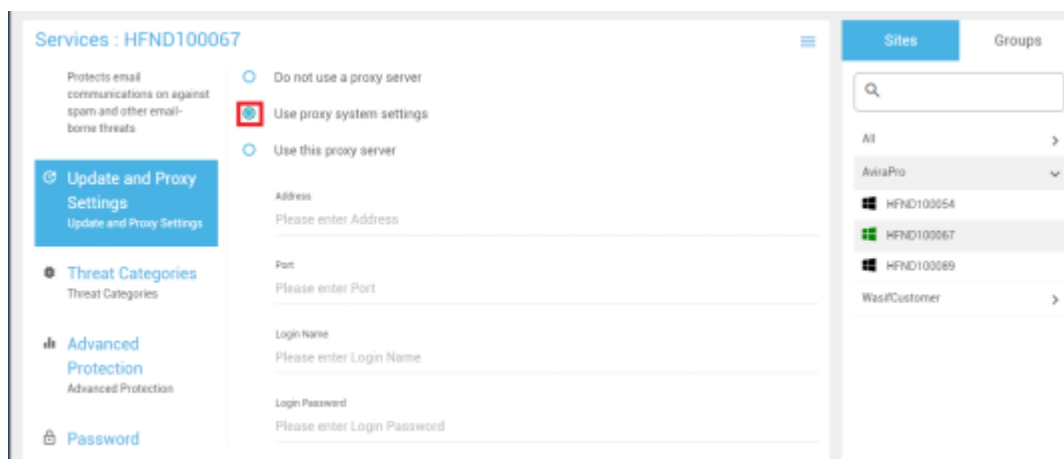 Services : HFND100067
Protects email
communications on against
spam and other email-
borne threats
Update and Proxy
Settings
Update and Proxy Settings
Threat Categories
Threat Categories
Advanced
Protection
Advanced Protection
Password
Do not use a proxy server
Use proxy system settings
Use this proxy server
Address
Please enter Address
Port
Please enter Port
Login Name
Please enter Login Name
Login Password
Please enter Login Password
Sites
Groups
All
AviraPro
HFND100054
HFND100067
HFND100089
WasifCustomer